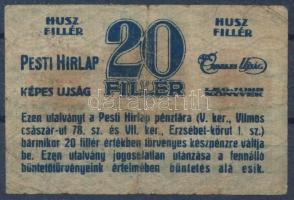 HUSZ FILLÉR
20
HUSZ FILLÉR
PESTI HIRLAP
KÉPES UJSÁG
FILLÉR
Ezen utalványt a Pesti Hirlap pénztára (V. ker., Vilmos
császár-ut 78. sz. és VII. ker., Erzsébet-körut 1. sz.)
bármikor 20 fillér értékben törvényes készpénzre váltja
be. Ezen utalvány jogosulatlan utánzása a fennálló
büntetőtörvényeink értelmében büntetés alá esik.